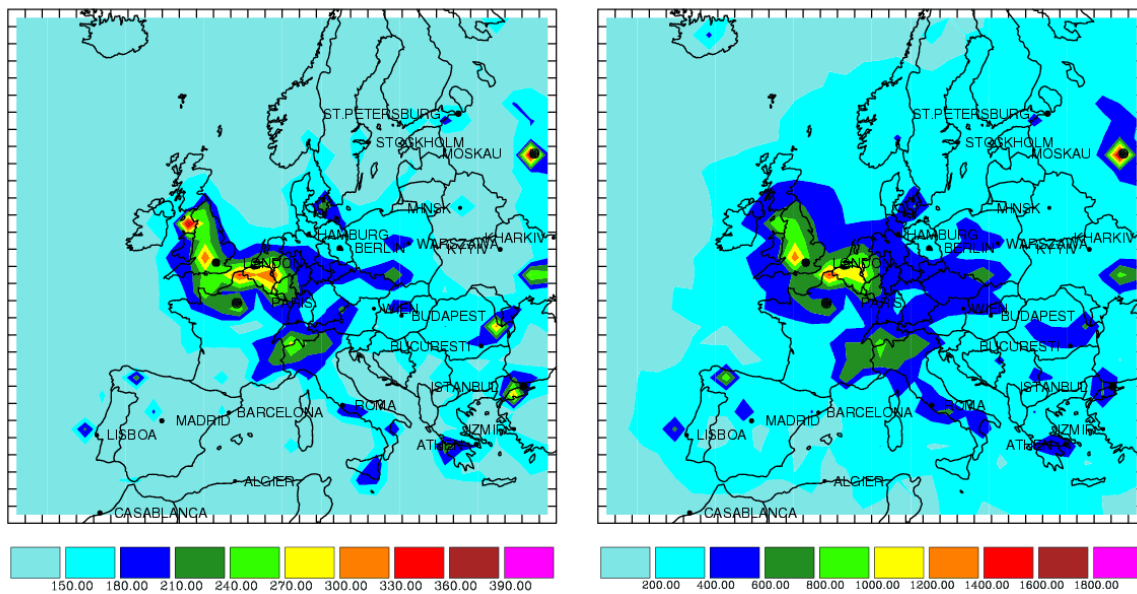 ST.PETERSBURG
STOCKHOLM
MOSKAU
MINSK
HAMBURG
BERLIN
WARSZAWA
KHARKIV
KYYIV
LONDON
PARIS
WIEN
BUDAPEST
BUCURESTI
ISTANBUL
ROMA
BARCELONA
MADRID
LISBOA
IZMIR
ATHEN
ALGIER
CASABLANCA
150.00 180.00 210.00 240.00 270.00 300.00 330.00 360.00 390.00
ST.PETERSBURG
STOCKHOLM
MOSKAU
MINSK
HAMBURG
BERLIN
WARSZAWA
KHARKIV
KYYIV
LONDON
PARIS
WIEN
BUDAPEST
BUCURESTI
ISTANBUL
ROMA
BARCELONA
MADRID
LISBOA
IZMIR
ATHEN
ALGIER
CASABLANCA
200.00 400.00 600.00 800.00 1000.00 1200.00 1400.00 1600.00 1800.00